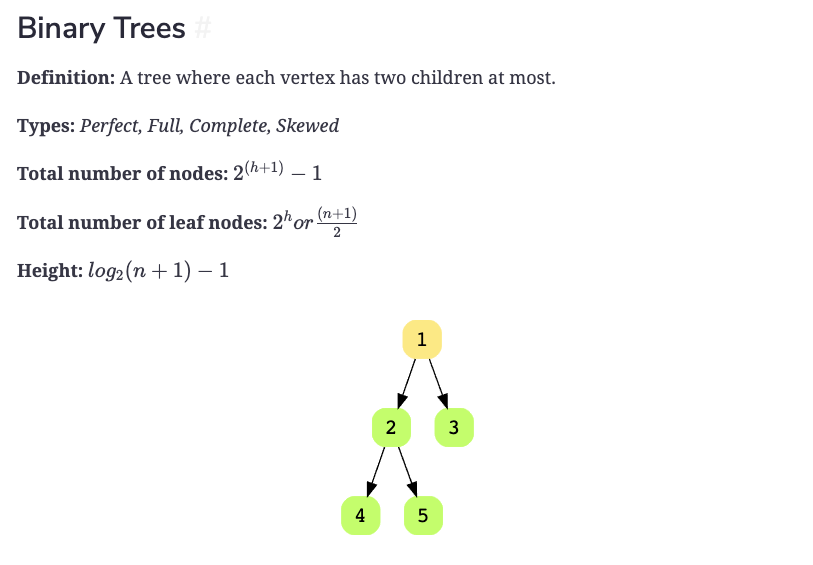 Binary Trees #
Definition: A tree where each vertex has two children at most.
Types: Perfect, Full, Complete, Skewed
Total number of nodes: 2^(h+1) − 1
Total number of leaf nodes: 2^h or (n+1)/2
Height: log₂(n + 1) − 1
1
2 3
4 5